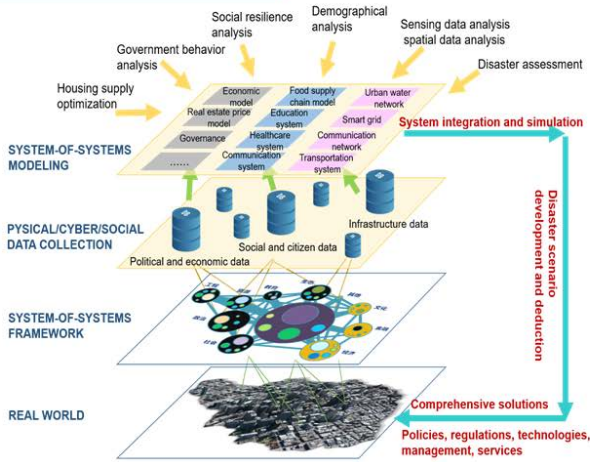 Social resilience
analysis
Demographical
analysis
Sensing data analysis
spatial data analysis
Government behavior
analysis
Disaster assessment
Housing supply
optimization
Economic
model
Food supply
chain model
Urban water
network
Real estate price
model
Education
system
Smart grid
Governance
Healthcare
system
Communication
network
......
Communication
system
Transportation
system
System integration and simulation
SYSTEM-OF-SYSTEMS
MODELING
Disaster scenario
development and deduction
PYSICAL/CYBER/SOCIAL
DATA COLLECTION
Infrastructure data
Social and citizen data
Political and economic data
SYSTEM-OF-SYSTEMS
FRAMEWORK
REAL WORLD
Comprehensive solutions
Policies, regulations, technologies,
management, services